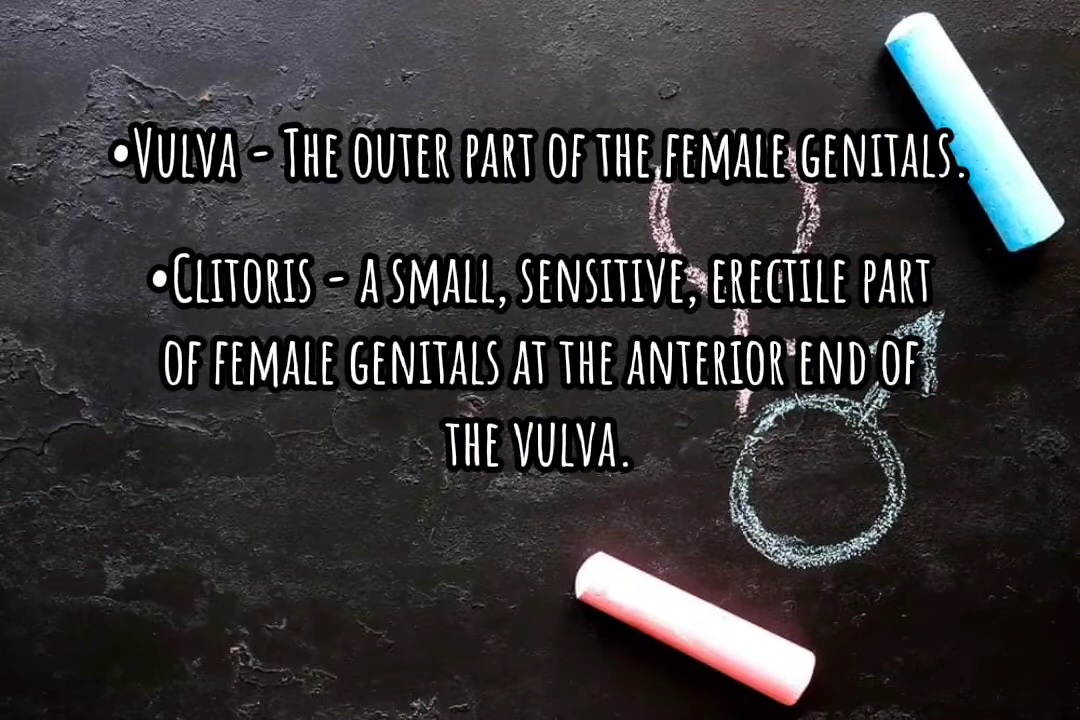 •Vulva - The outer part of the female genitals.
•Clitoris - a small, sensitive, erectile part
of female genitals at the anterior end of
the vulva.